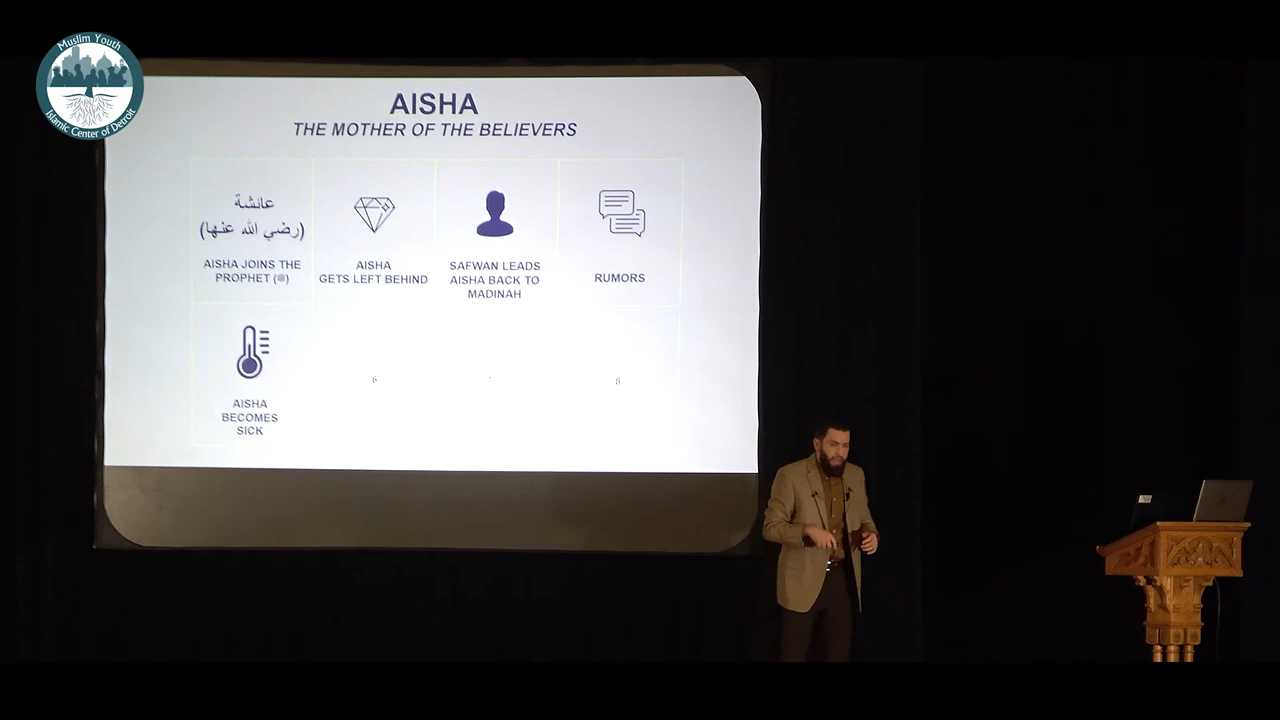 Muslim Youth
Islamic Center of Detroit
AISHA
THE MOTHER OF THE BELIEVERS
عائشة
(رضي الله عنها)
AISHA JOINS THE
PROPHET (ﷺ)
AISHA
GETS LEFT BEHIND
SAFWAN LEADS
AISHA BACK TO
MADINAH
RUMORS
AISHA
BECOMES
SICK
6
8